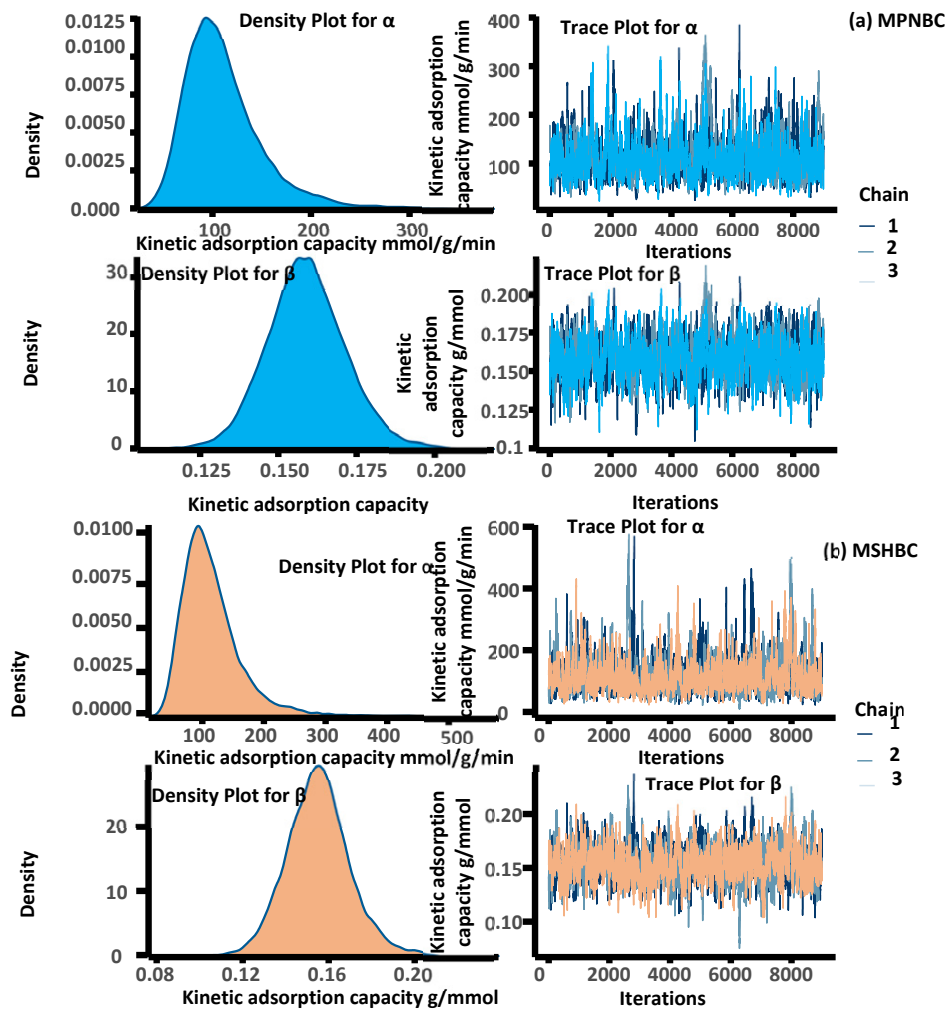 (a) MPNBC
Density Plot for α
Density
0.0125
0.0100
0.0075
0.0050
0.0025
0.000
100
200
300
Kinetic adsorption capacity mmol/g/min
Trace Plot for α
Kinetic adsorption
capacity mmol/g/min
400
300
200
100
0
2000
4000
6000
8000
Iterations
Chain
1
2
3
Density Plot for β
Density
30
20
10
0
0.125
0.150
0.175
0.200
Kinetic adsorption capacity
Trace Plot for β
Kinetic
adsorption
capacity g/mmol
0.200
0.175
0.150
0.125
0.1
0
2000
4000
6000
8000
Iterations
(b) MSHBC
Density Plot for α
Density
0.0100
0.0075
0.0050
0.0025
0.0000
100
200
300
400
500
Kinetic adsorption capacity mmol/g/min
Trace Plot for α
Kinetic adsorption
capacity mmol/g/min
600
400
200
0
0
2000
4000
6000
8000
Iterations
Chain
1
2
3
Density Plot for β
Density
20
10
0
0.08
0.12
0.16
0.20
Kinetic adsorption capacity g/mmol
Trace Plot for β
Kinetic adsorption
capacity g/mmol
0.20
0.15
0.10
0
2000
4000
6000
8000
Iterations